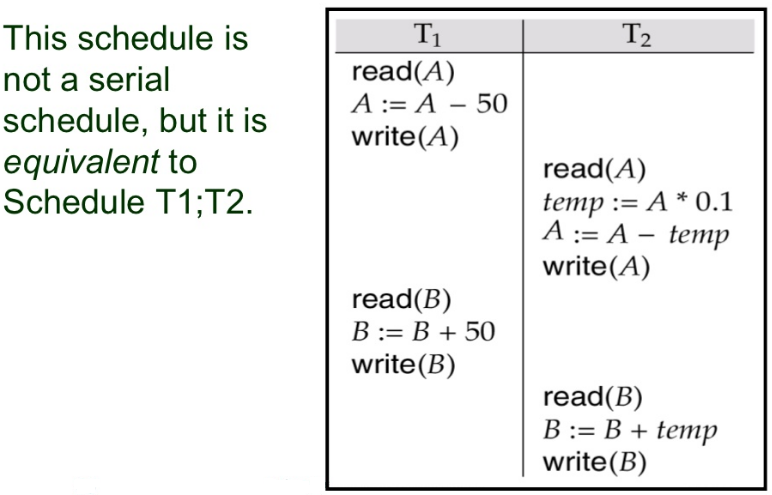 This schedule is
not a serial
schedule, but it is
equivalent to
Schedule T1;T2.
T₁ T₂
read(A)
A := A − 50
write(A)
read(A)
temp := A * 0.1
A := A − temp
write(A)
read(B)
B := B + 50
write(B)
read(B)
B := B + temp
write(B)